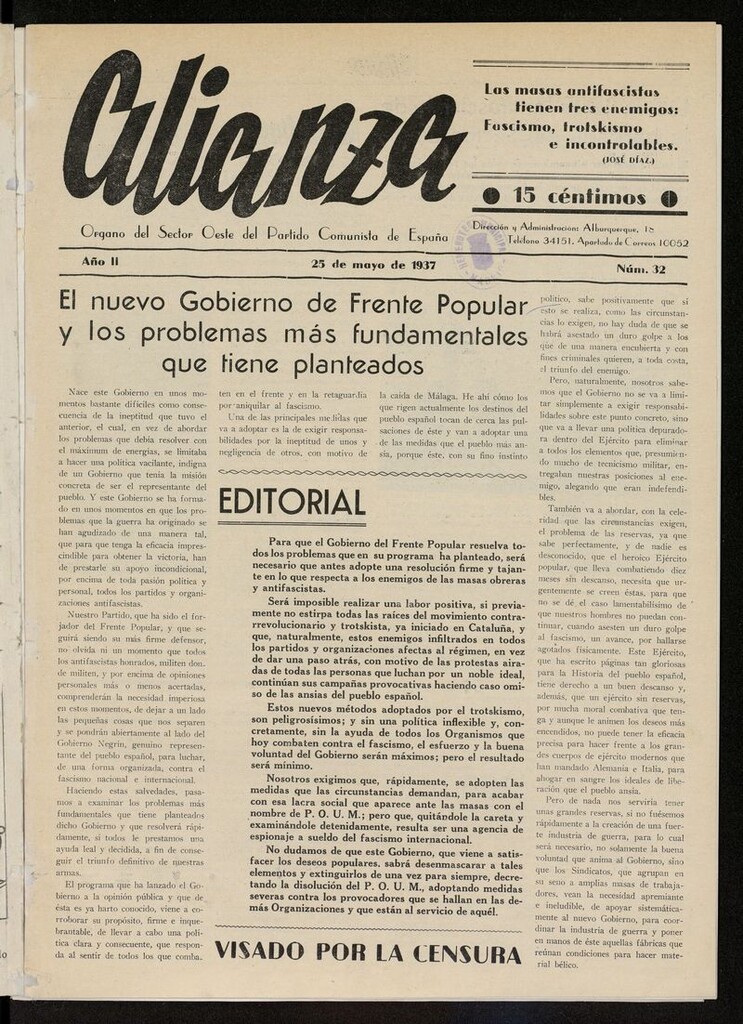 Alianza
Las masas antifascistas
tienen tres enemigos:
Fascismo, trotskismo
e incontrolables.
(JOSÉ DÍAZ.)
15 céntimos
Organo del Sector Oeste del Partido Comunista de España
Dirección y Administración: Alburquerque, 18
Teléfono 34151. Apartado de Correos 10052
Año II
25 de mayo de 1937
Núm. 32
El nuevo Gobierno de Frente Popular
y los problemas más fundamentales
que tiene planteados
Nace este Gobierno en unos mo-
mentos bastante difíciles como conse-
cuencia de la ineptitud que tuvo el
anterior, el cual, en vez de abordar
los problemas que debía resolver con
el máximum de energías, se limitaba
a hacer una política vacilante, indigna
de un Gobierno que tenía la misión
concreta de ser el representante del
pueblo. Y este Gobierno se ha forma-
do en unos momentos en que los pro-
blemas que la guerra ha originado se
han agudizado de una manera tal,
que para que tenga la eficacia impres-
cindible para obtener la victoria, han
de prestarle su apoyo incondicional,
por encima de toda pasión política y
personal, todos los partidos y organi-
zaciones antifascistas.
Nuestro Partido, que ha sido el for-
jador del Frente Popular, y que se-
guirá siendo su más firme defensor,
no olvida ni un momento que todos
los antifascistas honrados, militen don-
de militen, y por encima de opiniones
personales más o menos acertadas,
comprenderán la necesidad imperiosa
en estos momentos, de dejar a un lado
las pequeñas cosas que nos separen
y se pondrán abiertamente al lado del
Gobierno Negrín, genuino represen-
tante del pueblo español, para luchar,
de una forma organizada, contra el
fascismo nacional e internacional.
Haciendo estas salvedades, pasa-
mos a examinar los problemas más
fundamentales que tiene planteados
dicho Gobierno y que resolverá rápi-
damente, si todos le prestamos una
ayuda leal y decidida, a fin de conse-
guir el triunfo definitivo de nuestras
armas.
El programa que ha lanzado el Go-
bierno a la opinión pública y que de
ésta es ya harto conocido, viene a co-
rroborar su propósito, firme e inque-
brantable, de llevar a cabo una polí-
tica clara y consecuente, que respon-
da al sentir de todos los que comba-
ten en el frente y en la retaguardia
por aniquilar al fascismo.
Una de las principales medidas que
va a adoptar es la de exigir responsa-
bilidades por la ineptitud de unos y
negligencia de otros, con motivo de
la caída de Málaga. He ahí cómo los
que rigen actualmente los destinos del
pueblo español tocan de cerca las pul-
saciones de éste y van a adoptar una
de las medidas que el pueblo más an-
sía, porque éste, con su fino instinto
político, sabe positivamente que si
esto se realiza, como las circunstan-
cias lo exigen, no hay duda de que se
habrá asestado un duro golpe a los
que de una manera encubierta y con
fines criminales quieren, a toda costa,
el triunfo del enemigo.
Pero, naturalmente, nosotros sabe-
mos que el Gobierno no se va a limi-
tar simplemente a exigir responsabi-
lidades sobre este punto concreto, sino
que va a llevar una política depurado-
ra dentro del Ejército para eliminar
a todos los elementos que, presumien-
do mucho de tecnicismo militar, en-
tregaban nuestras posiciones al ene-
migo, alegando que eran indefendi-
bles.
También va a abordar, con la cele-
ridad que las circunstancias exigen,
el problema de las reservas, ya que
sabe perfectamente, y de nadie es
desconocido, que el heroico Ejército
popular, que lleva combatiendo diez
meses sin descanso, necesita que ur-
gentemente se creen éstas, para que
no se dé el caso lamentabilísimo de
que nuestros hombres no puedan con-
tinuar, cuando asesten un duro golpe
al fascismo, un avance, por hallarse
agotados físicamente. Este Ejército,
que ha escrito páginas tan gloriosas
para la Historia del pueblo español,
tiene derecho a un buen descanso y,
además, que un ejército sin reservas,
por mucha moral combativa que ten-
ga y aunque le animen los deseos más
encendidos, no puede tener la eficacia
precisa para hacer frente a los gran-
des cuerpos de ejército modernos que
han mandado Alemania e Italia, para
ahogar en sangre los ideales de libe-
ración que el pueblo ansía.
Pero de nada nos serviría tener
unas grandes reservas, si no fuésemos
rápidamente a la creación de una fuer-
te industria de guerra, para lo cual
será necesario, no solamente la buena
voluntad que anima al Gobierno, sino
que los Sindicatos, que agrupan en
su seno a amplias masas de trabaja-
dores, vean la necesidad apremiante
e ineludible, de apoyar sistemáticamente
al nuevo Gobierno, para coor-
dinar la industria de guerra y poner
en manos de éste aquellas fábricas que
reúnan condiciones para hacer mate-
rial bélico.
EDITORIAL
Para que el Gobierno del Frente Popular resuelva to-
dos los problemas que en su programa ha planteado, será
necesario que antes adopte una resolución firme y tajan-
te en lo que respecta a los enemigos de las masas obreras
y antifascistas.
Será imposible realizar una labor positiva, si previa-
mente no estirpa todas las raíces del movimiento contra-
rrevolucionario y trotskista, ya iniciado en Cataluña, y
que, naturalmente, estos enemigos infiltrados en todos
los partidos y organizaciones afectas al régimen, en vez
de dar una paso atrás, con motivo de las protestas aira-
das de todas las personas que luchan por un noble ideal,
continúan sus campañas provocativas haciendo caso omi-
so de las ansias del pueblo español.
Estos nuevos métodos adoptados por el trotskismo,
son peligrosísimos; y sin una política inflexible y, con-
cretamente, sin la ayuda de todos los Organismos que
hoy combaten contra el fascismo, el esfuerzo y la buena
voluntad del Gobierno serán máximos; pero el resultado
será mínimo.
Nosotros exigimos que, rápidamente, se adopten las
medidas que las circunstancias demandan, para acabar
con esa lacra social que aparece ante las masas con el
nombre de P. O. U. M.; pero que, quitándole la careta y
examinándole detenidamente, resulta ser una agencia de
espionaje a sueldo del fascismo internacional.
No dudamos de que este Gobierno, que viene a satis-
facer los deseos populares, sabrá desenmascarar a tales
elementos y extinguirlos de una vez para siempre, decre-
tando la disolución del P. O. U. M., adoptando medidas
severas contra los provocadores que se hallan en las de-
más Organizaciones y que están al servicio de aquél.
VISADO POR LA CENSURA